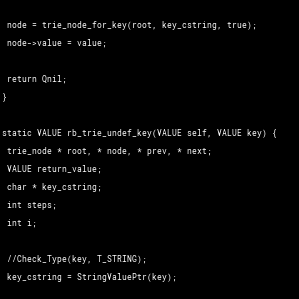 node = trie_node_for_key(root, key_cstring, true);
node->value = value;
return Qnil;
}
static VALUE rb_trie_undef_key(VALUE self, VALUE key) {
trie_node * root, * node, * prev, * next;
VALUE return_value;
char * key_cstring;
int steps;
int i;
//Check_Type(key, T_STRING);
key_cstring = StringValuePtr(key);